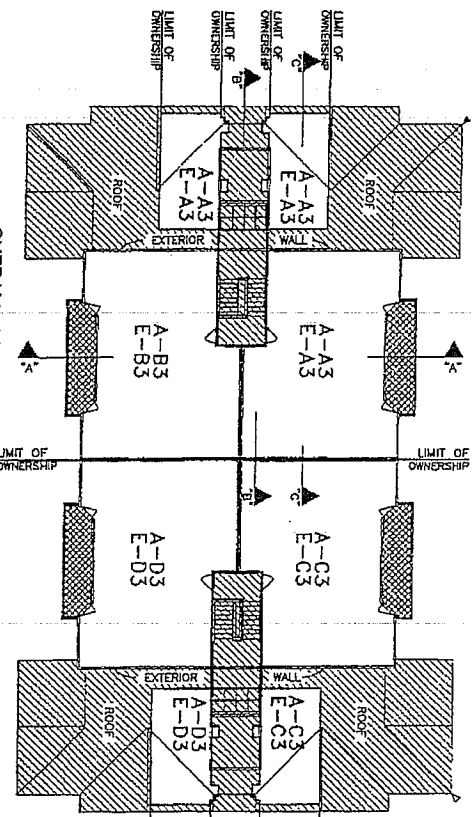 LIMIT OF
OWNERSHIP
LIMIT OF
OWNERSHIP
LIMIT OF
OWNERSHIP
LIMIT OF
OWNERSHIP
"B"
"C"
ROOF
A-A3
E-A3
A-A3
E-A3
ROOF
EXTERIOR
WALL
"A"
A-B3
E-B3
A-A3
E-A3
"A"
LIMIT OF
OWNERSHIP
LIMIT OF
OWNERSHIP
"B"
"C"
A-D3
E-D3
A-C3
E-C3
EXTERIOR
WALL
ROOF
A-D3
E-D3
A-C3
E-C3
ROOF